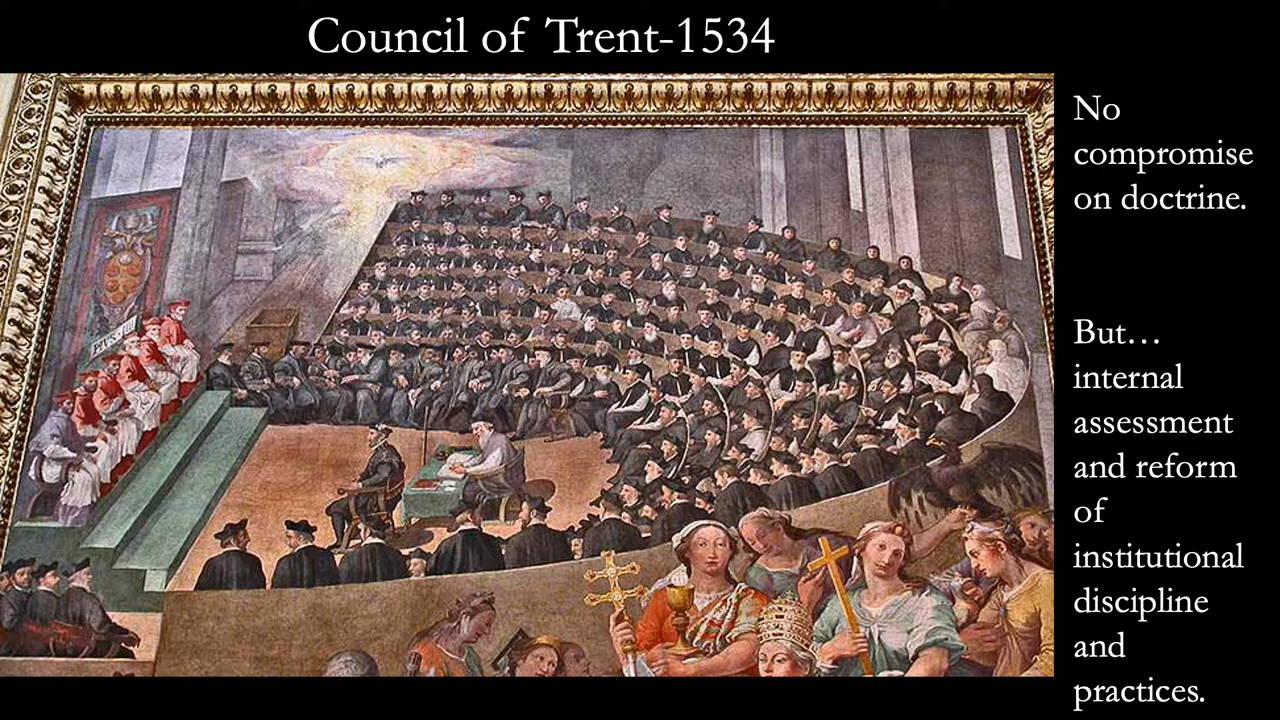 Council of Trent-1534
No
compromise
on doctrine.
But…
internal
assessment
and reform
of
institutional
discipline
and
practices.